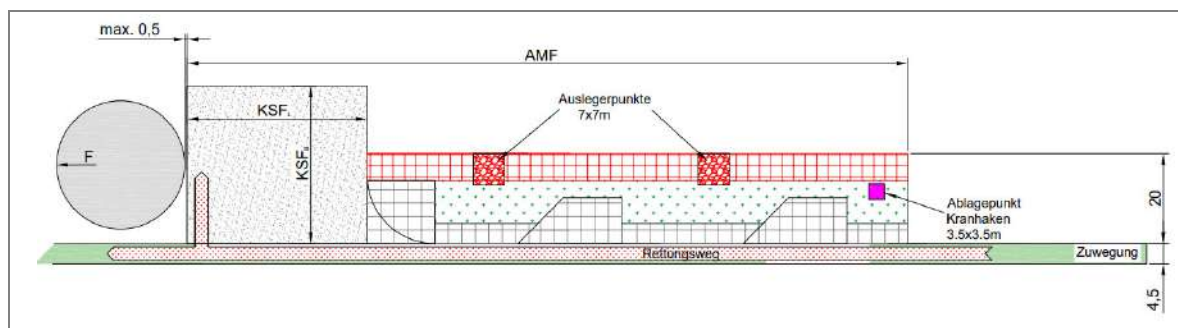 max. 0,5
AMF
Auslegerpunkte
7x7m
KSF
F
KSF
20
Ablagepunkt
Kranhaken
3.5x3.5m
Rettungsweg
Zuwegung
4,5